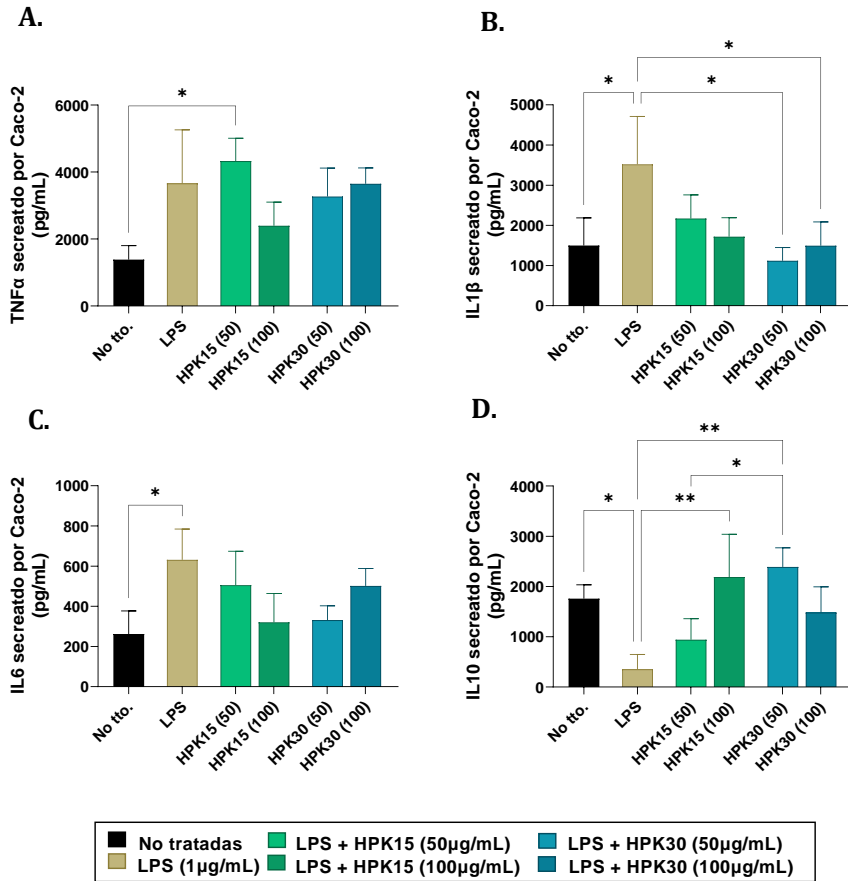 A.
TNFα secreatdo por Caco-2
(pg/mL)
6000
4000
2000
0
*
No tto.
LPS
HPK15 (50)
HPK15 (100)
HPK30 (50)
HPK30 (100)
B.
IL1β secreatdo por Caco-2
(pg/mL)
5000
4000
3000
2000
1000
0
*
*
*
No tto.
LPS
HPK15 (50)
HPK15 (100)
HPK30 (50)
HPK30 (100)
C.
IL6 secreatdo por Caco-2
(pg/mL)
1000
800
600
400
200
0
*
No tto.
LPS
HPK15 (50)
HPK15 (100)
HPK30 (50)
HPK30 (100)
D.
IL10 secreatdo por Caco-2
(pg/mL)
4000
3000
2000
1000
0
**
*
*
**
No tto.
LPS
HPK15 (50)
HPK15 (100)
HPK30 (50)
HPK30 (100)
No tratadas
LPS + HPK15 (50µg/mL)
LPS + HPK30 (50µg/mL)
LPS (1µg/mL)
LPS + HPK15 (100µg/mL)
LPS + HPK30 (100µg/mL)